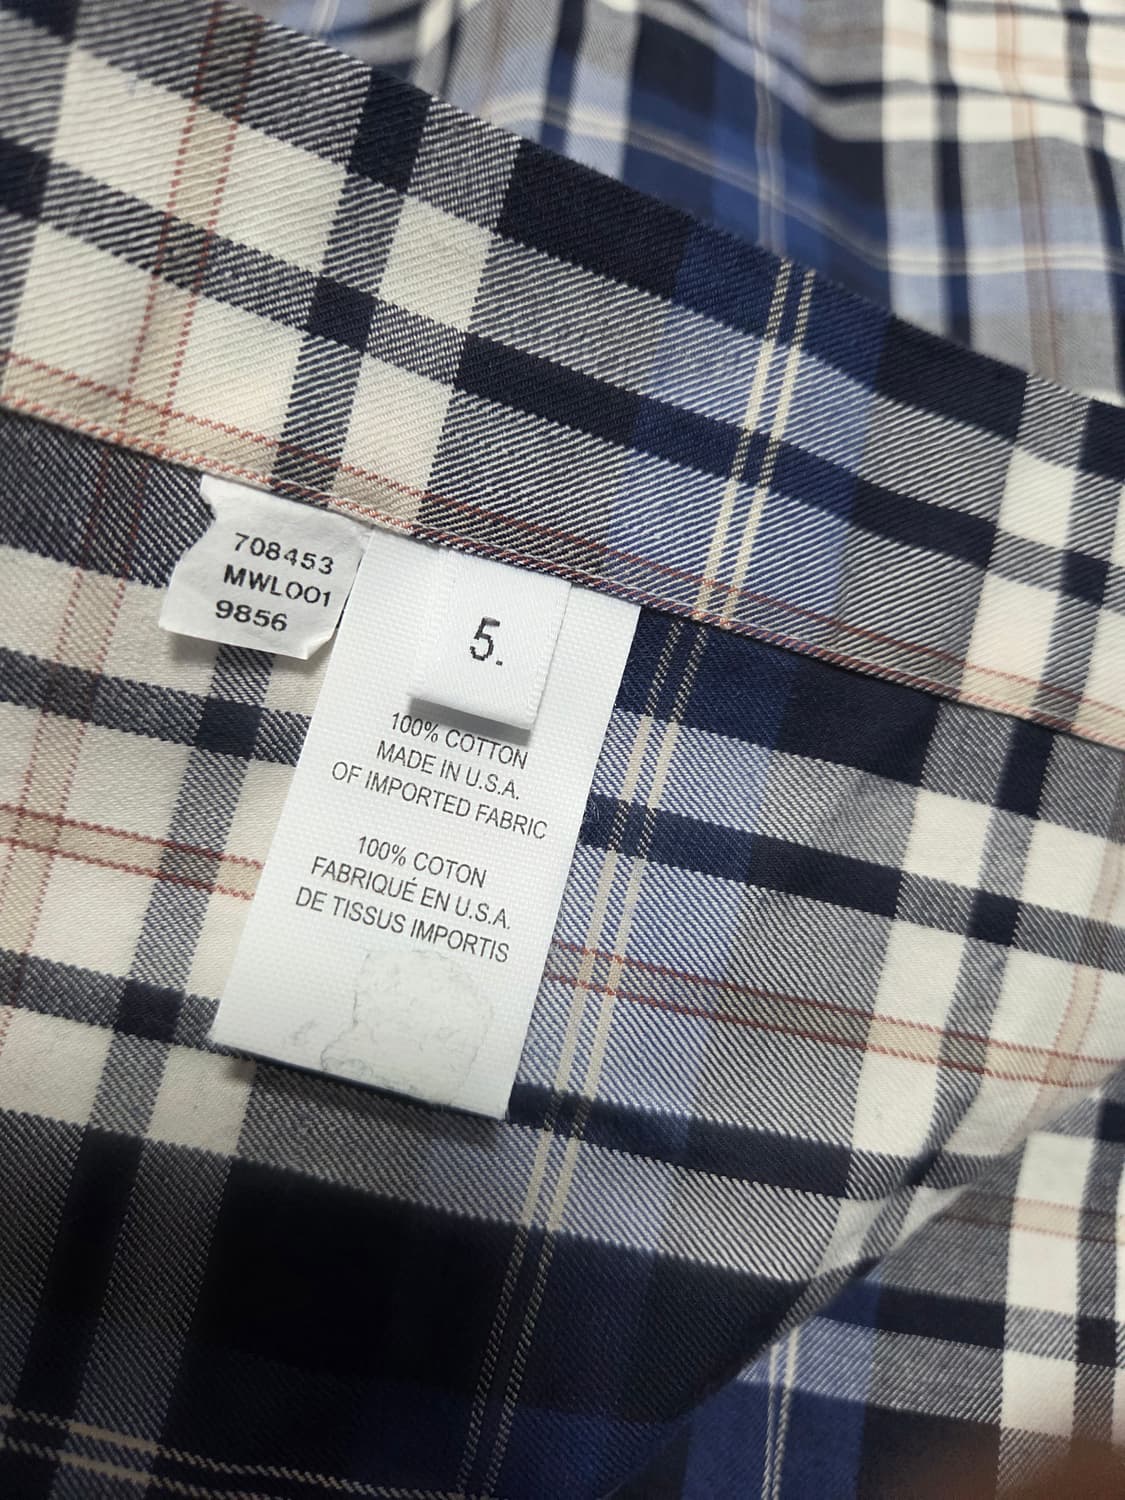 708453
MWL001
9856
5.
100% COTTON
MADE IN U.S.A.
OF IMPORTED FABRIC
100% COTON
FABRIQUÉ EN U.S.A.
DE TISSUS IMPORTIS